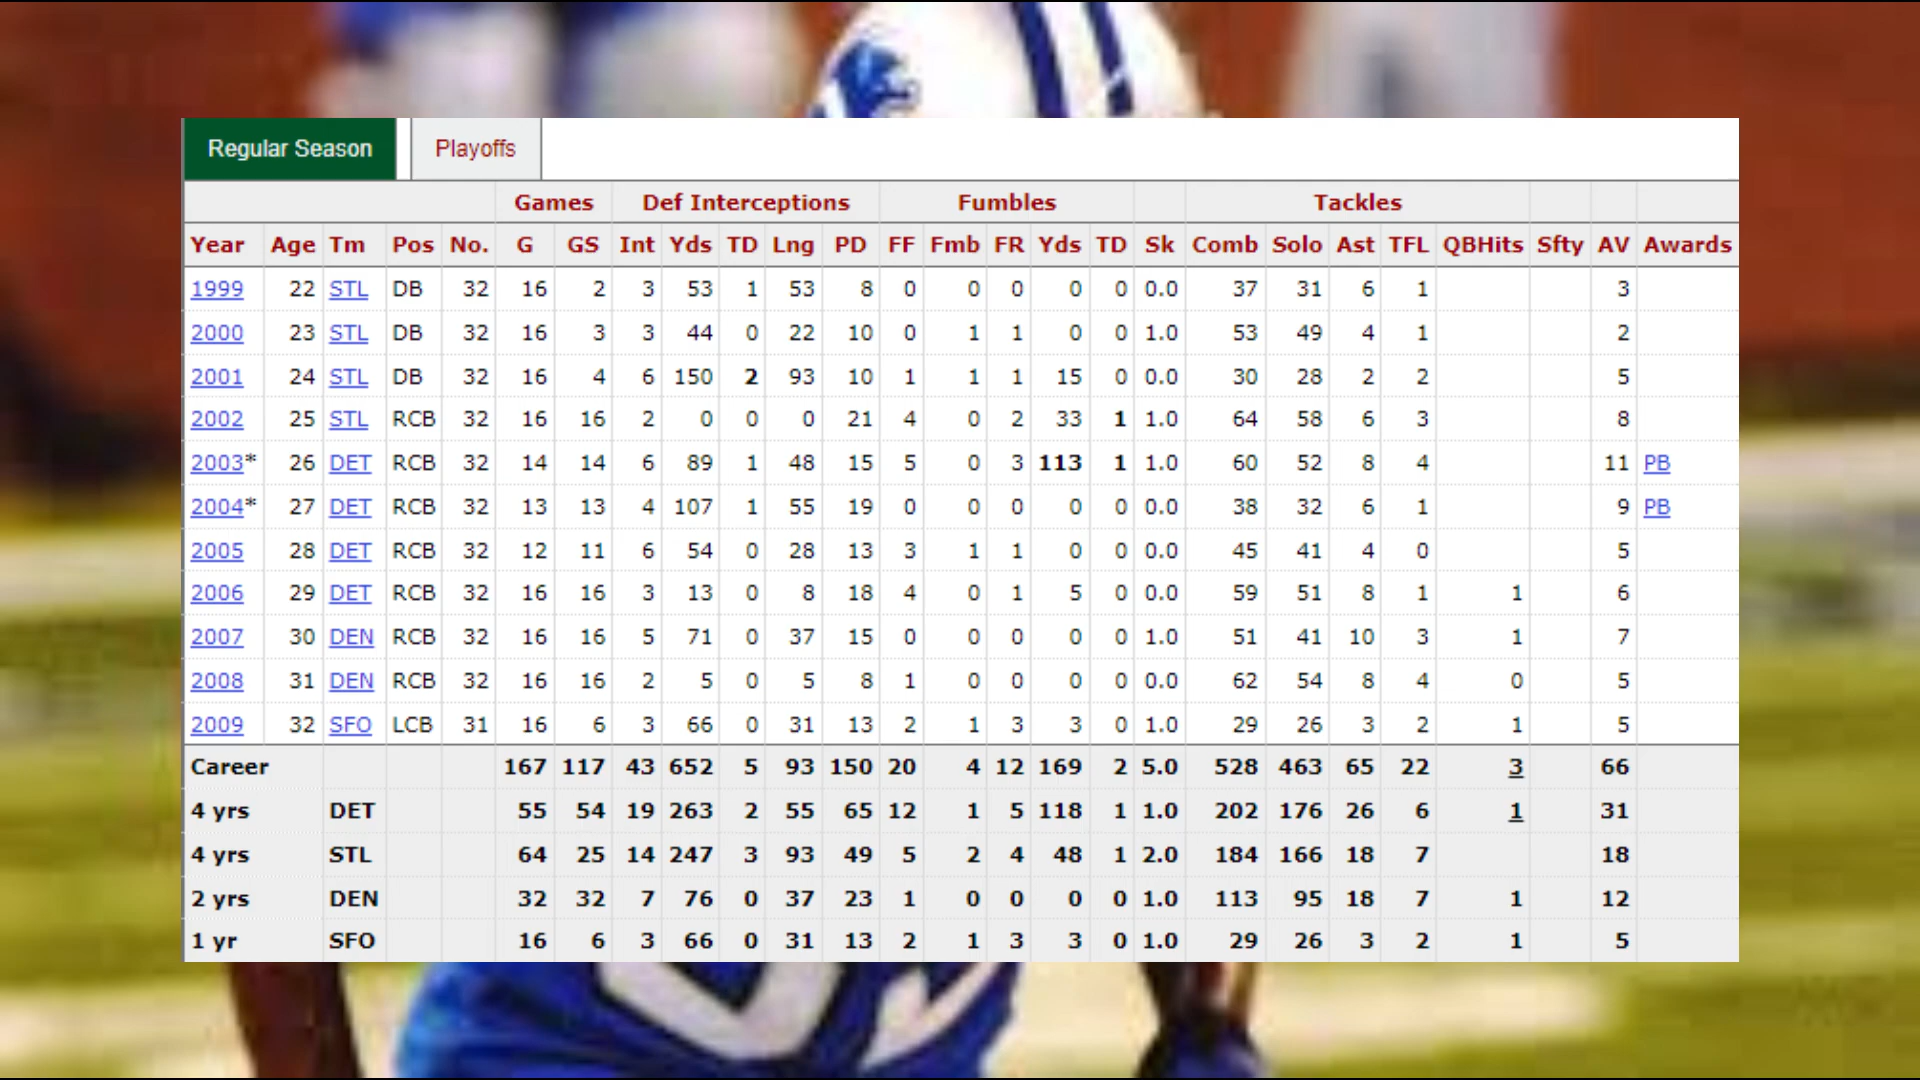 Regular Season Playoffs
Games Def Interceptions Fumbles Tackles
Year Age Tm Pos No. G GS Int Yds TD Lng PD FF Fmb FR Yds TD Sk Comb Solo Ast TFL QBHits Sfty AV Awards
1999 22 STL DB 32 16 2 3 53 1 53 8 0 0 0 0 0 0.0 37 31 6 1 3
2000 23 STL DB 32 16 3 3 44 0 22 10 0 1 1 0 0 1.0 53 49 4 1 2
2001 24 STL DB 32 16 4 6 150 2 93 10 1 1 1 15 0 0.0 30 28 2 2 5
2002 25 STL RCB 32 16 16 2 0 0 0 21 4 0 2 33 1 1.0 64 58 6 3 8
2003* 26 DET RCB 32 14 14 6 89 1 48 15 5 0 3 113 1 1.0 60 52 8 4 11 PB
2004* 27 DET RCB 32 13 13 4 107 1 55 19 0 0 0 0 0 0.0 38 32 6 1 9 PB
2005 28 DET RCB 32 12 11 6 54 0 28 13 3 1 1 0 0 0.0 45 41 4 0 5
2006 29 DET RCB 32 16 16 3 13 0 8 18 4 0 1 5 0 0.0 59 51 8 1 1 6
2007 30 DEN RCB 32 16 16 5 71 0 37 15 0 0 0 0 0 1.0 51 41 10 3 1 7
2008 31 DEN RCB 32 16 16 2 5 0 5 8 1 0 0 0 0 0.0 62 54 8 4 0 5
2009 32 SFO LCB 31 16 6 3 66 0 31 13 2 1 3 3 0 1.0 29 26 3 2 1 5
Career 167 117 43 652 5 93 150 20 4 12 169 2 5.0 528 463 65 22 3 66
4 yrs DET 55 54 19 263 2 55 65 12 1 5 118 1 1.0 202 176 26 6 1 31
4 yrs STL 64 25 14 247 3 93 49 5 2 4 48 1 2.0 184 166 18 7 18
2 yrs DEN 32 32 7 76 0 37 23 1 0 0 0 0 1.0 113 95 18 7 1 12
1 yr SFO 16 6 3 66 0 31 13 2 1 3 3 0 1.0 29 26 3 2 1 5